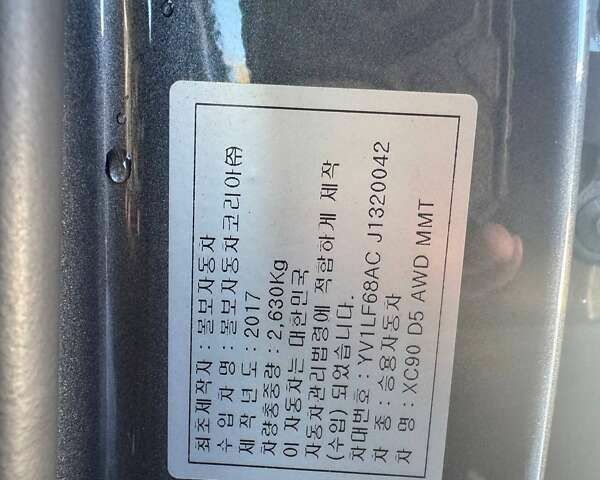 최초제작사 : 볼보자동차
수 입 자 명 : 볼보자동차코리아㈜
제 작 년 도 : 2017
차량총중량 : 2,630Kg
이 자동차는 대한민국
자동차관리법령에 적합하게 제작
(수입) 되었습니다.
차대번호 : YV1LF68AC J1320042
차 종 : 승용자동차
차 명 : XC90 D5 AWD MMT